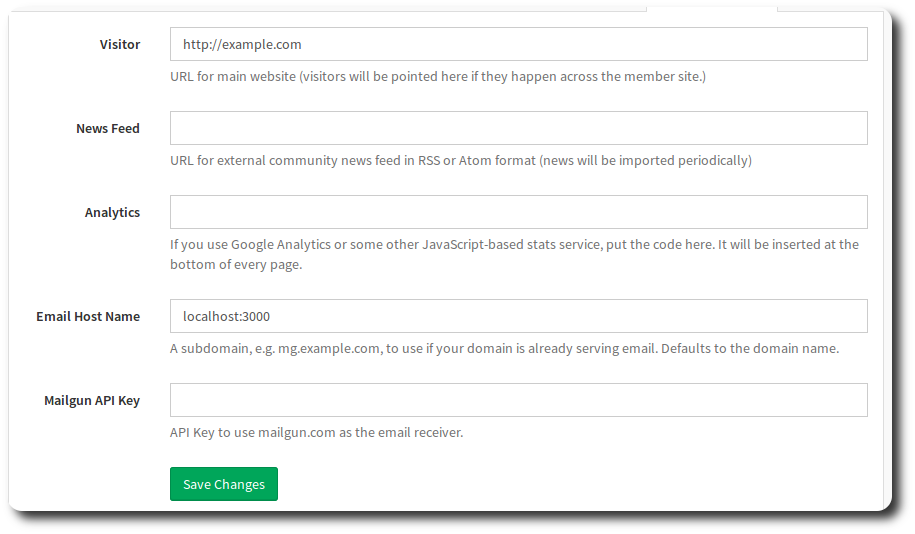 Visitor
http://example.com
URL for main website (visitors will be pointed here if they happen across the member site.)
News Feed
URL for external community news feed in RSS or Atom format (news will be imported periodically)
Analytics
If you use Google Analytics or some other JavaScript-based stats service, put the code here. It will be inserted at the
bottom of every page.
Email Host Name
localhost:3000
A subdomain, e.g. mg.example.com, to use if your domain is already serving email. Defaults to the domain name.
Mailgun API Key
API Key to use mailgun.com as the email receiver.
Save Changes